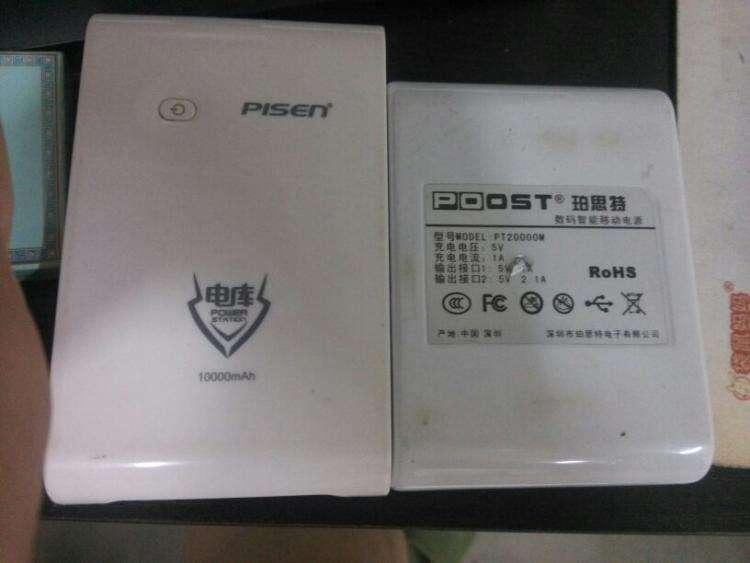 PISEN®
电库
POWER
STATION
10000mAh
POOST® 珀思特
数码智能移动电源
型号MODEL:PT20000M
充电电压: 5V
充电电流: 1A
输出接口1: 5V
输出接口2: 5V 2.1A
RoHS
CCC FC
产地:中国 深圳
深圳市珀思特电子有限公司